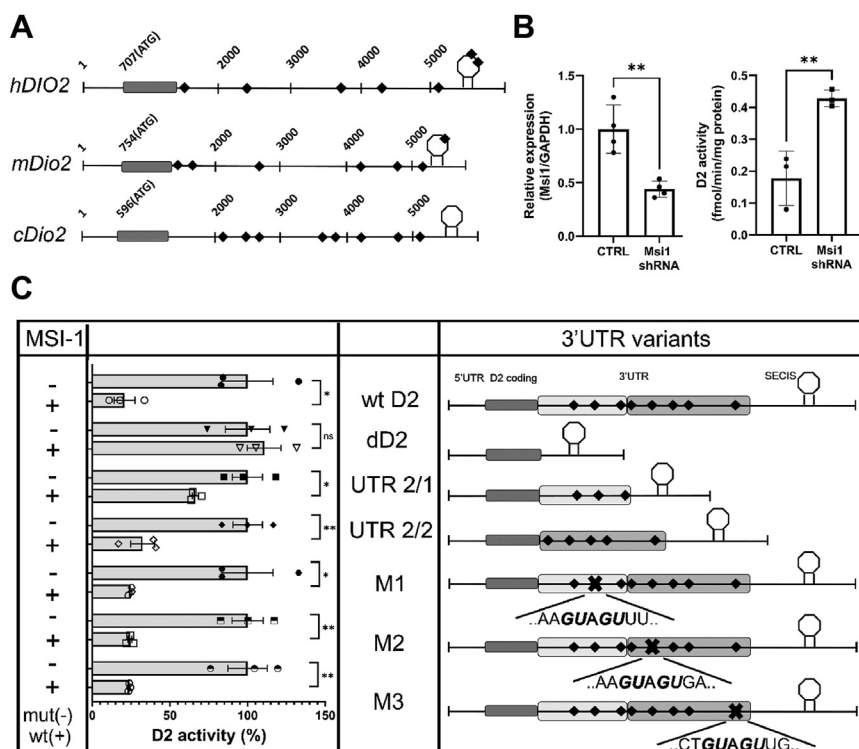 A
1
707(ATG)
2000
3000
4000
5000
hDIO2
1
754(ATG)
2000
3000
4000
5000
mDio2
1
596(ATG)
2000
3000
4000
5000
cDio2
B
**
Relative expression
(Msi1/GAPDH)
1.5
1.0
0.5
0.0
CTRL
Msi1
shRNA
**
D2 activity
(fmol/min/mg protein)
0.5
0.4
0.3
0.2
0.1
0.0
CTRL
Msi1
shRNA
C
MSI-1
3'UTR variants
5'UTR D2 coding
3'UTR
SECIS
-
+
*
wt D2
-
+
ns
dD2
-
+
*
UTR 2/1
-
+
**
UTR 2/2
-
+
*
M1
..AAGUAGUUU..
-
+
**
M2
..AAGUAGUGA..
-
+
**
M3
..CTGUAGUUG..
mut(-)
wt(+)
0
50
100
150
D2 activity (%)